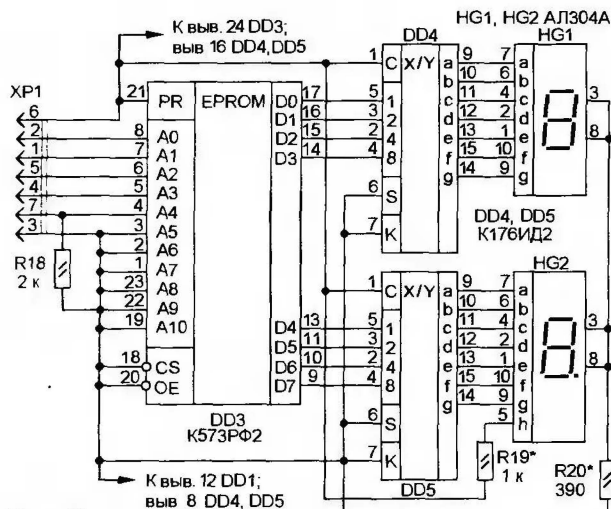 К выв. 24 DD3;
выв 16 DD4,DD5
HG1, HG2 АЛ304А
DD4
HG1
XP1
6
2
1
5
4
7
3
21 PR EPROM
8 A0
7 A1
6 A2
5 A3
4 A4
3 A5
2 A6
1 A7
23 A8
22 A9
19 A10
18 CS
20 OE
D0 17
D1 16
D2 15
D3 14
D4 13
D5 11
D6 10
D7 9
DD3
К573РФ2
R18
2 к
1 C X/Y
5 1
3 2
2 4
4 8
6 S
7 K
a 9 7 a
b 10 6 b
c 11 4 c
d 12 2 d
e 13 1 e
f 15 10 f
g 14 9 g
3
8
DD4, DD5
К176ИД2
HG2
1 C X/Y
5 1
3 2
2 4
4 8
6 S
7 K
a 9 7 a
b 10 6 b
c 11 4 c
d 12 2 d
e 13 1 e
f 15 10 f
g 14 9 g
5 h
3
8
DD5
R19*
1 к
R20*
390
К выв. 12 DD1;
выв 8 DD4, DD5